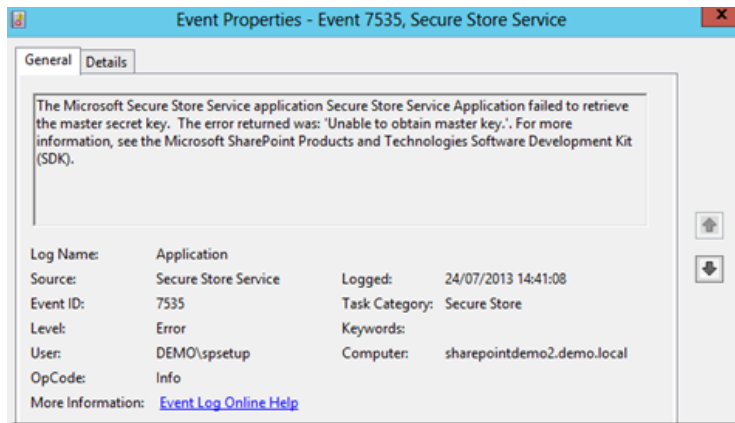 Event Properties - Event 7535, Secure Store Service
x
General Details
The Microsoft Secure Store Service application Secure Store Service Application failed to retrieve
the master secret key.  The error returned was: 'Unable to obtain master key.'. For more
information, see the Microsoft SharePoint Products and Technologies Software Development Kit
(SDK).
Log Name: Application
Source: Secure Store Service Logged: 24/07/2013 14:41:08
Event ID: 7535 Task Category: Secure Store
Level: Error Keywords:
User: DEMO\spsetup Computer: sharepointdemo2.demo.local
OpCode: Info
More Information: Event Log Online Help